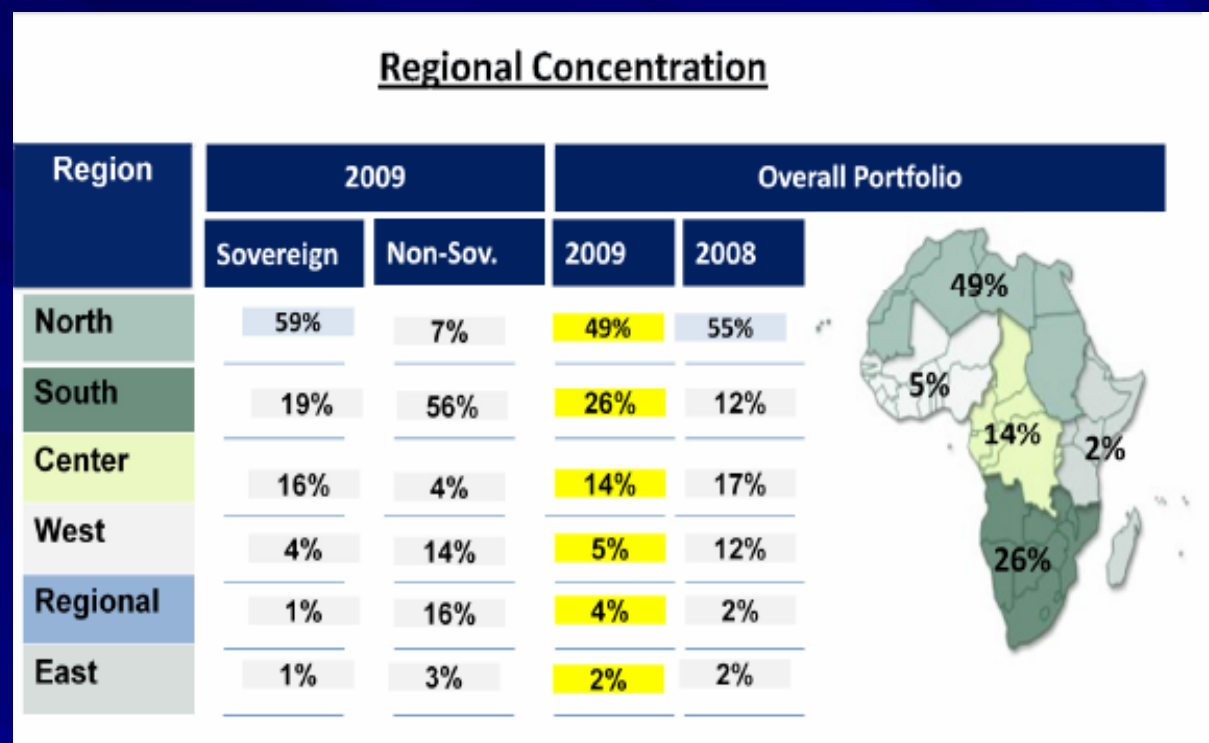 Regional Concentration
Region 2009 Overall Portfolio
Sovereign Non-Sov. 2009 2008
North 59% 7% 49% 55%
South 19% 56% 26% 12%
Center 16% 4% 14% 17%
West 4% 14% 5% 12%
Regional 1% 16% 4% 2%
East 1% 3% 2% 2%
49%
5%
14%
2%
26%